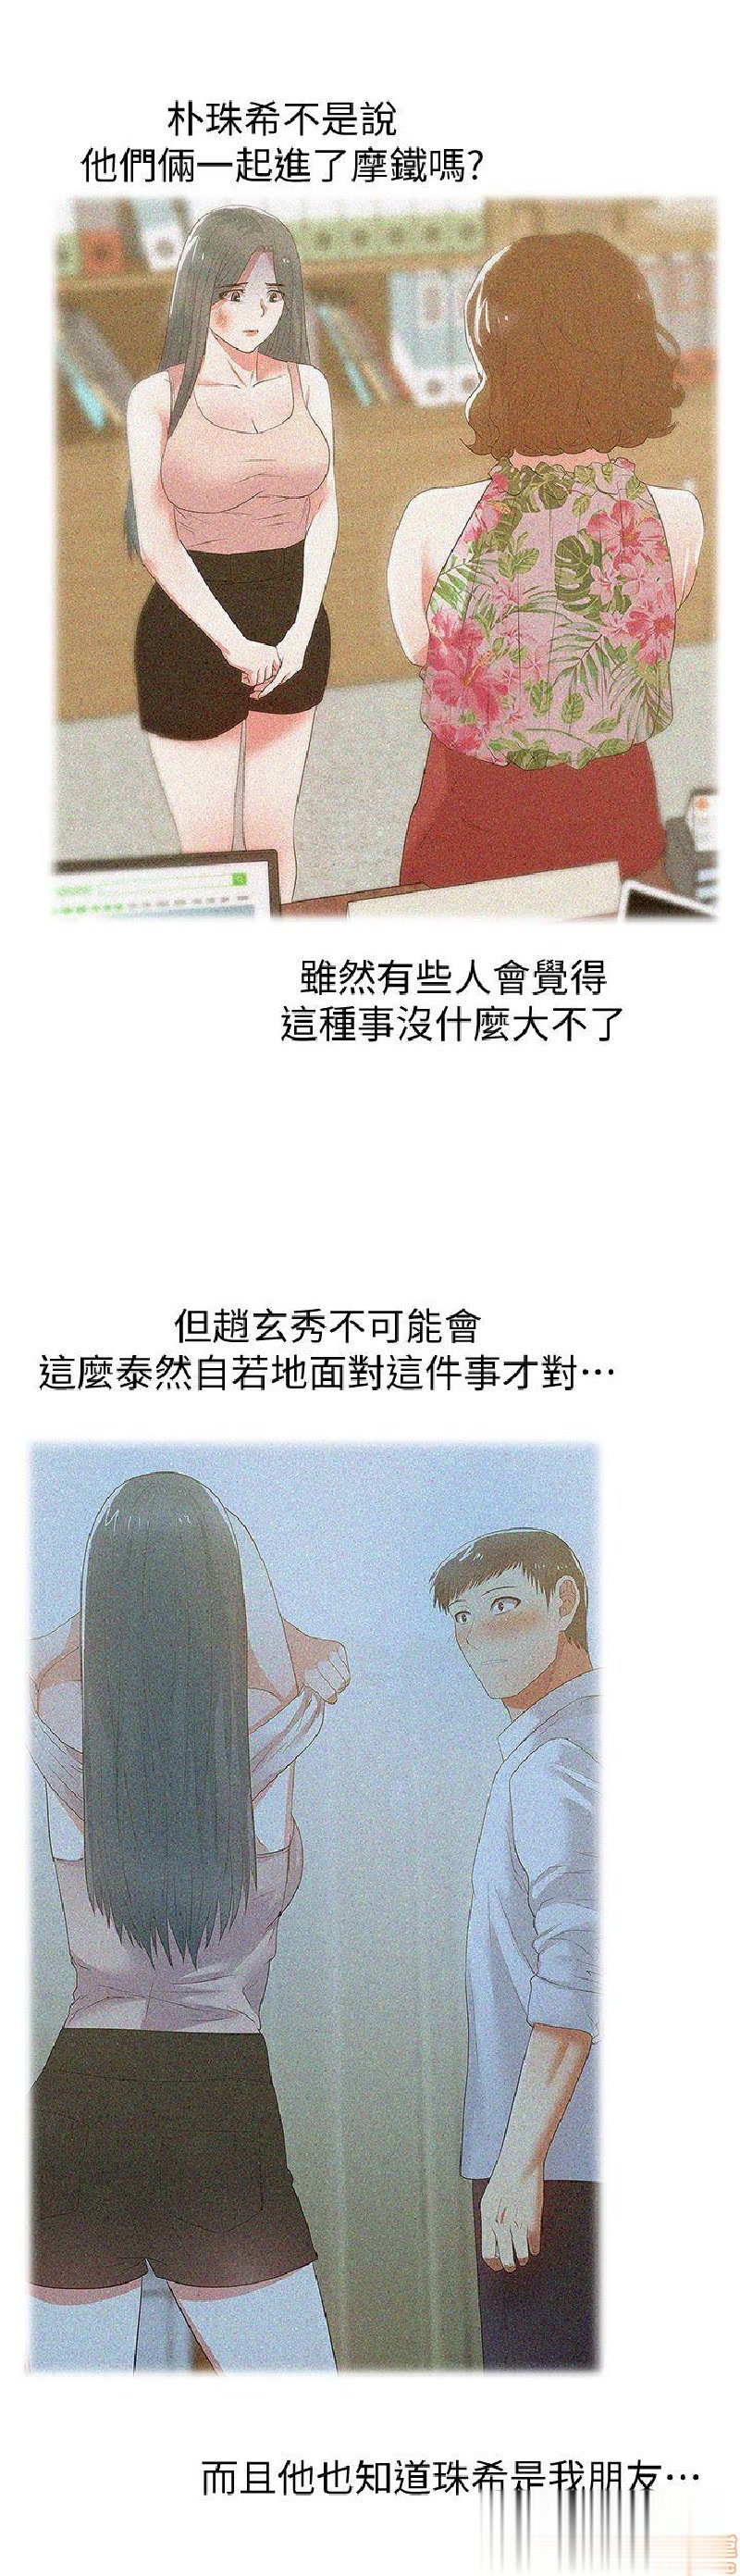 朴珠希不是說
他們倆一起進了摩鐵嗎?
雖然有些人會覺得
這種事沒什麼大不了
但趙玄秀不可能會
這麼泰然自若地面對這件事才對⋯
而且他也知道珠希是我朋友⋯